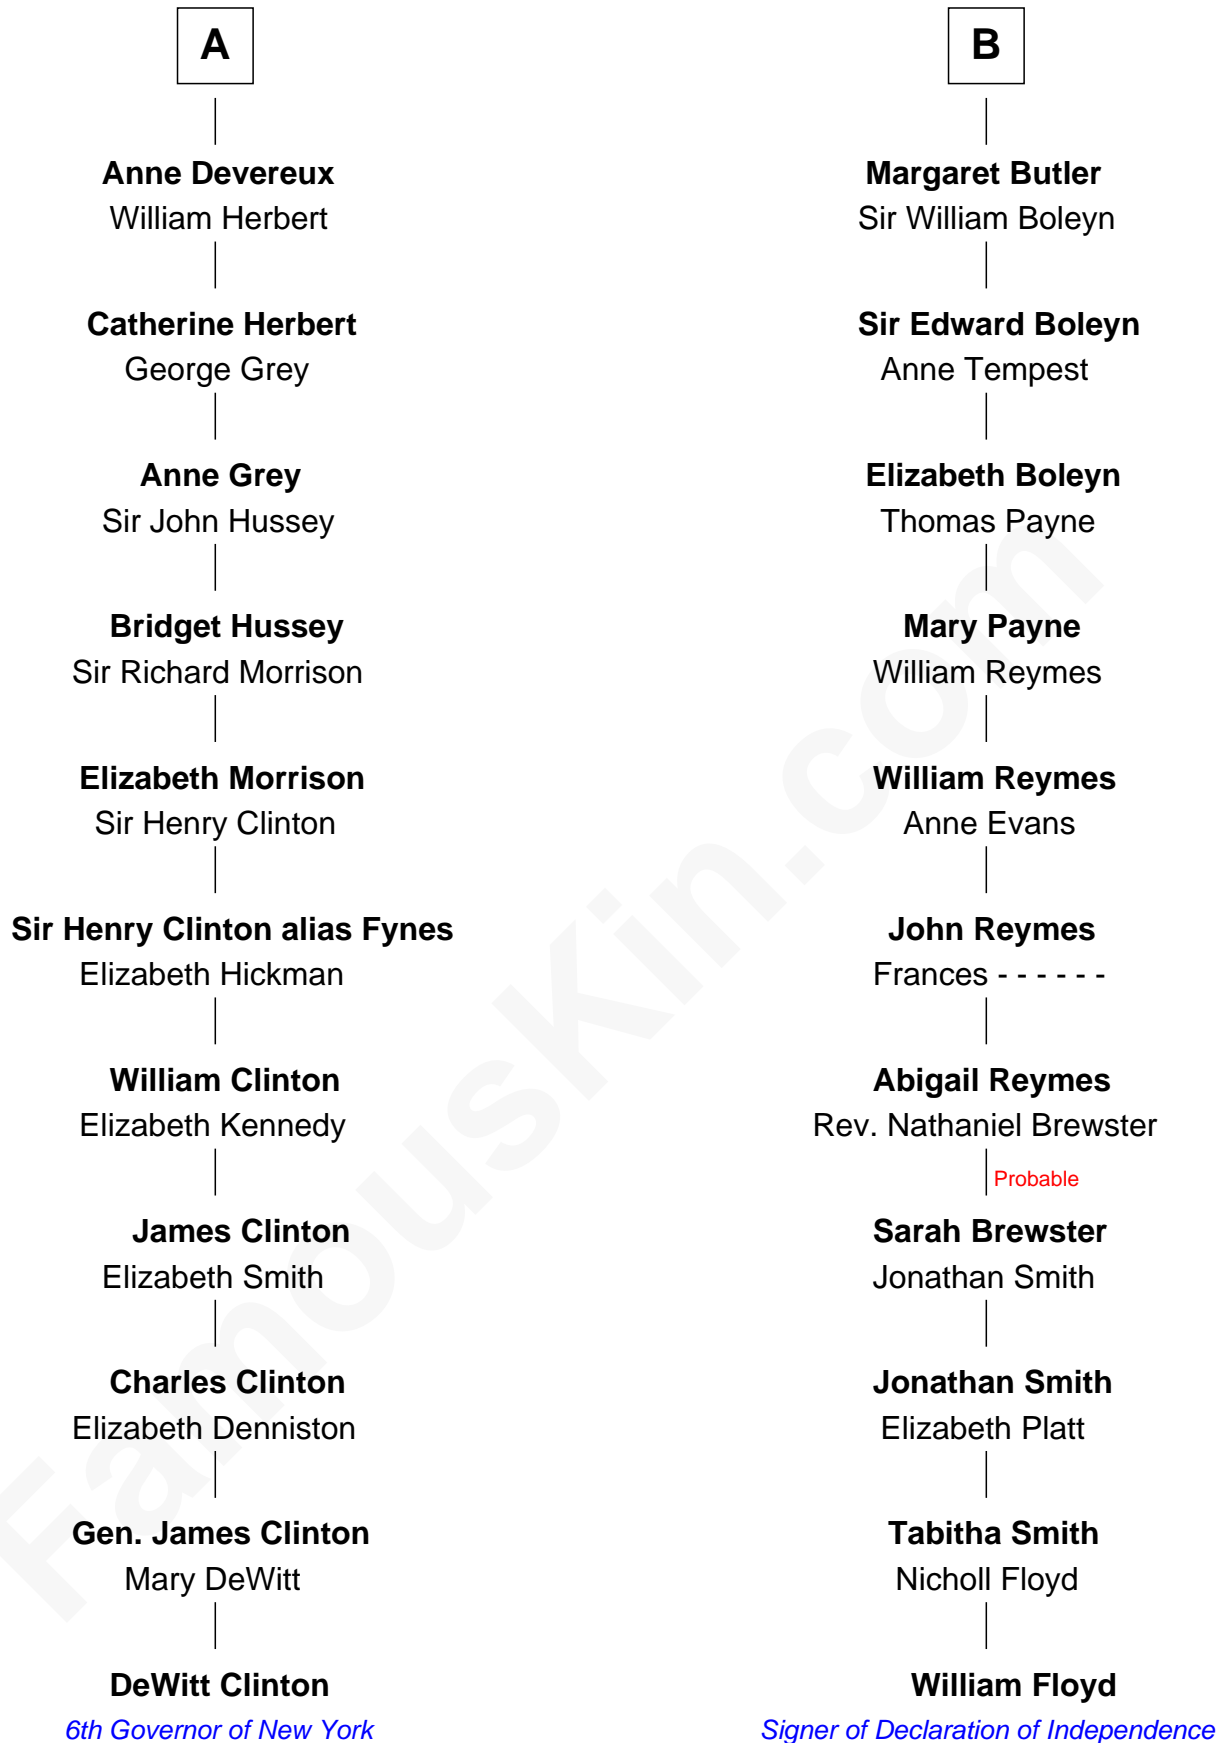 A
Anne Devereux
William Herbert
Catherine Herbert
George Grey
Anne Grey
Sir John Hussey
Bridget Hussey
Sir Richard Morrison
Elizabeth Morrison
Sir Henry Clinton
Sir Henry Clinton alias Fynes
Elizabeth Hickman
William Clinton
Elizabeth Kennedy
James Clinton
Elizabeth Smith
Charles Clinton
Elizabeth Denniston
Gen. James Clinton
Mary DeWitt
DeWitt Clinton
6th Governor of New York
B
Margaret Butler
Sir William Boleyn
Sir Edward Boleyn
Anne Tempest
Elizabeth Boleyn
Thomas Payne
Mary Payne
William Reymes
William Reymes
Anne Evans
John Reymes
Frances - - - - - -
Abigail Reymes
Rev. Nathaniel Brewster
Probable
Sarah Brewster
Jonathan Smith
Jonathan Smith
Elizabeth Platt
Tabitha Smith
Nicholl Floyd
William Floyd
Signer of Declaration of Independence
FamousKin.com